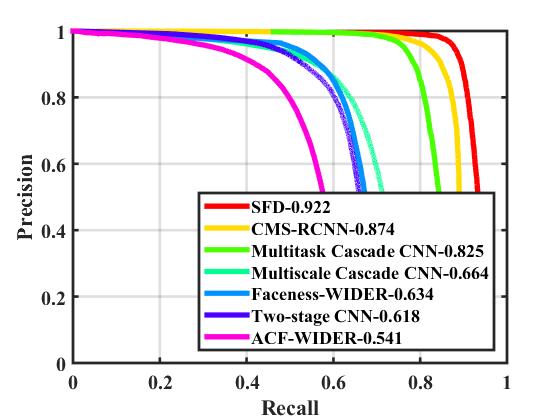 1
0.8
0.6
0.4
0.2
0
Precision
SFD-0.922
CMS-RCNN-0.874
Multitask Cascade CNN-0.825
Multiscale Cascade CNN-0.664
Faceness-WIDER-0.634
Two-stage CNN-0.618
ACF-WIDER-0.541
0 0.2 0.4 0.6 0.8 1
Recall